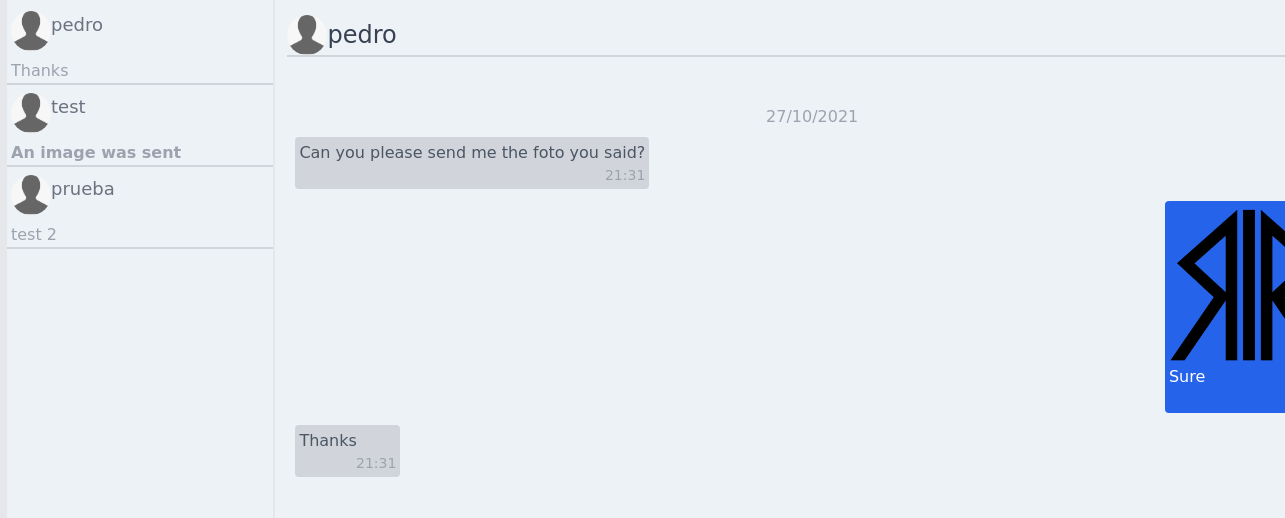 pedro
Thanks
test
An image was sent
prueba
test 2
pedro
27/10/2021
Can you please send me the foto you said?
21:31
Sure
Thanks
21:31